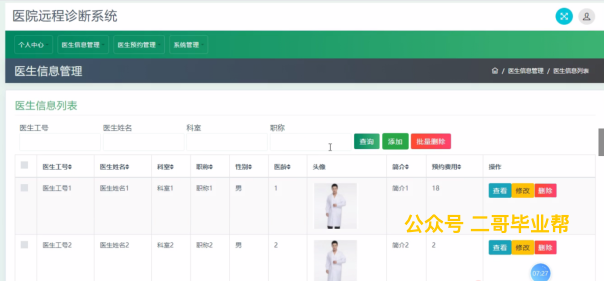 医院远程诊断系统
个人中心 医生信息管理 医生预约管理 系统管理
医生信息管理
医生信息管理 / 医生信息列表
医生信息列表
医生工号 医生姓名 科室 职称
查询 添加 批量删除
医生工号 医生姓名 科室 职称 性别 医龄 头像 简介 预约费用 操作
医生工号1 医生姓名1 科室1 职称1 男 1 简介1 18 查看 修改 删除
公众号 二哥毕业帮
医生工号2 医生姓名2 科室2 职称2 男 2 简介2 2 查看 修改 删除
07:27